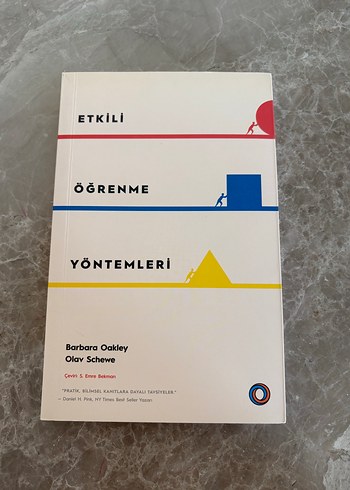 ETKİLİ
ÖĞRENME
YÖNTEMLERİ
Barbara Oakley
Olav Schewe
Çeviri: S. Emre Bekman
"PRATİK, BİLİMSEL KANITLARA DAYALI TAVSİYELER."
– Daniel H. Pink, NY Times Best Seller Yazarı